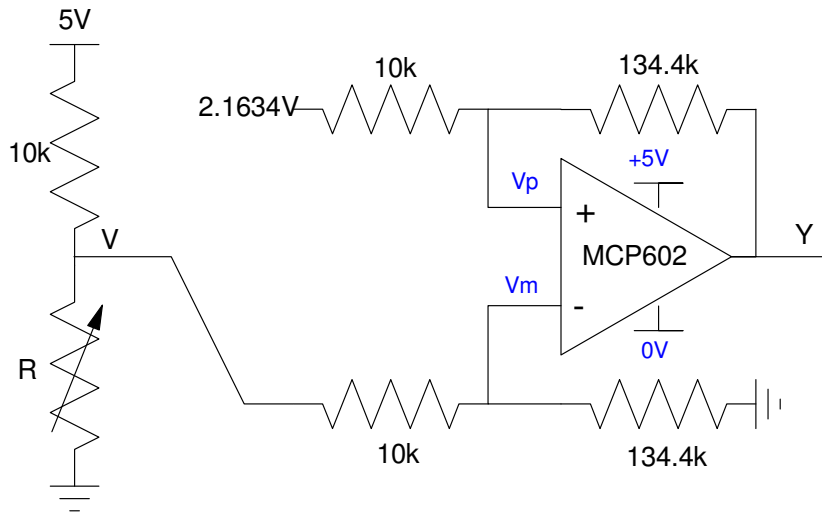 5V
10k
134.4k
2.1634V
10k
+5V
Vp
+
V
MCP602
Y
Vm
-
0V
R
10k
134.4k